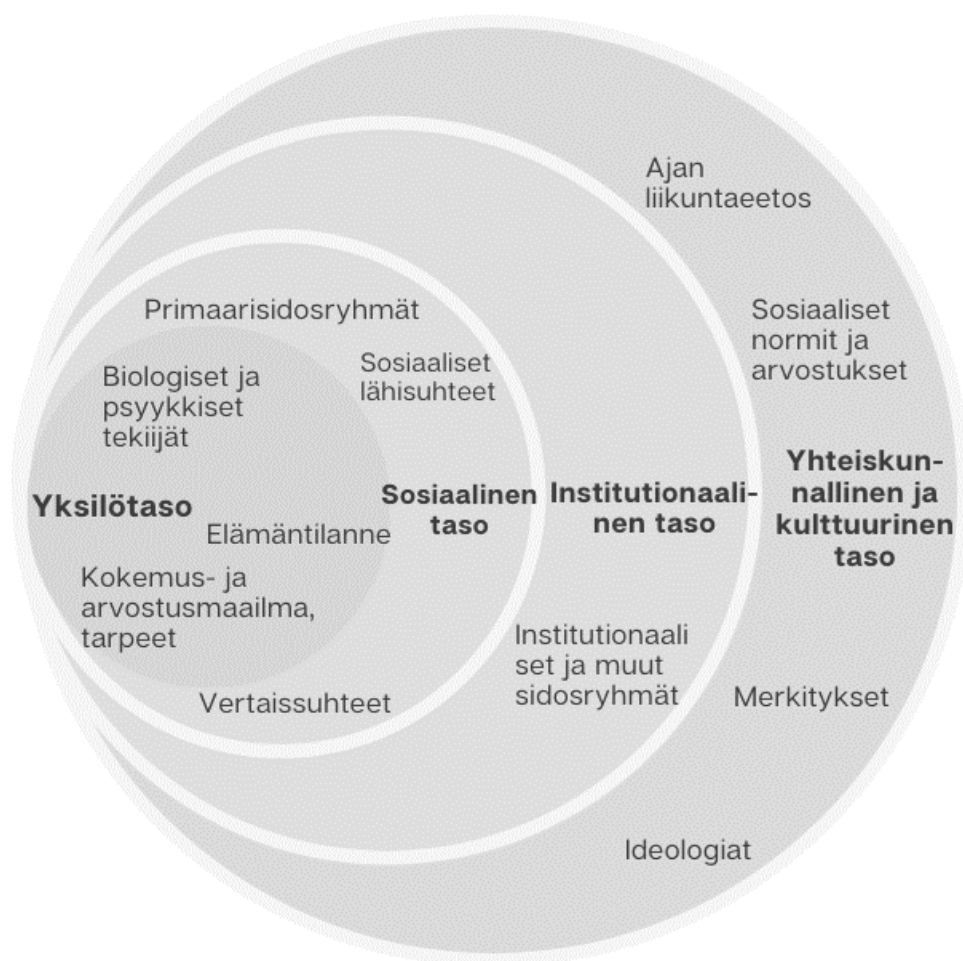 Ajan
liikuntaeetos
Primaarisidosryhmät
Sosiaaliset
normit ja
arvostukset
Sosiaaliset
lähisuhteet
Biologiset ja
psyykkiset
tekiijät
Yksilötaso
Elämäntilanne
Kokemus- ja
arvostusmaailma,
tarpeet
Vertaissuhteet
Sosiaalinen
taso
Institutionaali-
nen taso
Institutionaali
set ja muut
sidosryhmät
Yhteiskun-
nallinen ja
kulttuurinen
taso
Merkitykset
Ideologiat